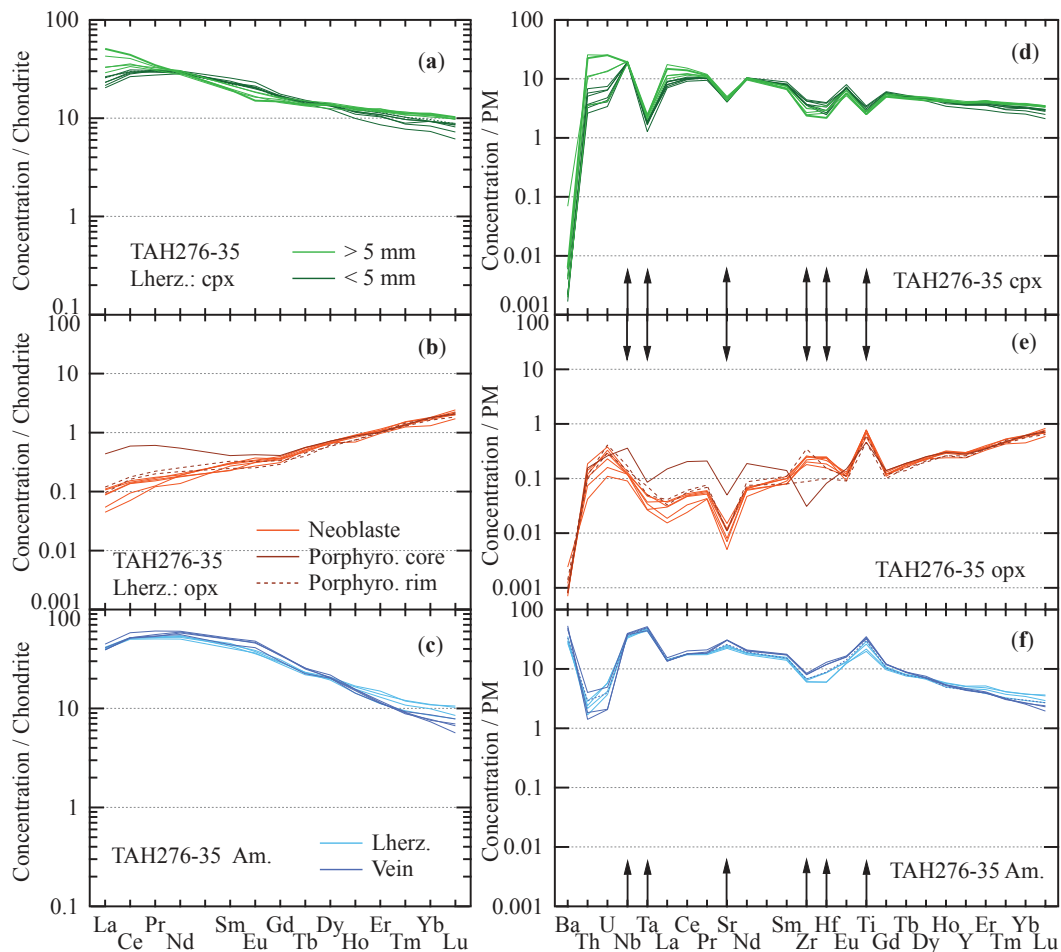 100
10
1
0.1
Concentration / Chondrite
(a)
TAH276-35
Lherz.: cpx
> 5 mm
< 5 mm
100
10
1
0.1
0.01
0.001
Concentration / Chondrite
(b)
TAH276-35
Lherz.: opx
Neoblaste
Porphyro. core
Porphyro. rim
100
10
1
0.1
Concentration / Chondrite
(c)
TAH276-35 Am.
Lherz.
Vein
La Pr Sm Gd Dy Er Yb
Ce Nd Eu Tb Ho Tm Lu
100
10
1
0.1
0.01
0.001
Concentration / PM
(d)
TAH276-35 cpx
100
10
1
0.1
0.01
0.001
Concentration / PM
(e)
TAH276-35 opx
100
10
1
0.1
0.01
0.001
Concentration / PM
(f)
TAH276-35 Am.
Ba U Ta Ce Sr Sm Hf Ti Tb Ho Er Yb
Th Nb La Pr Nd Zr Eu Gd Dy Y Tm Lu